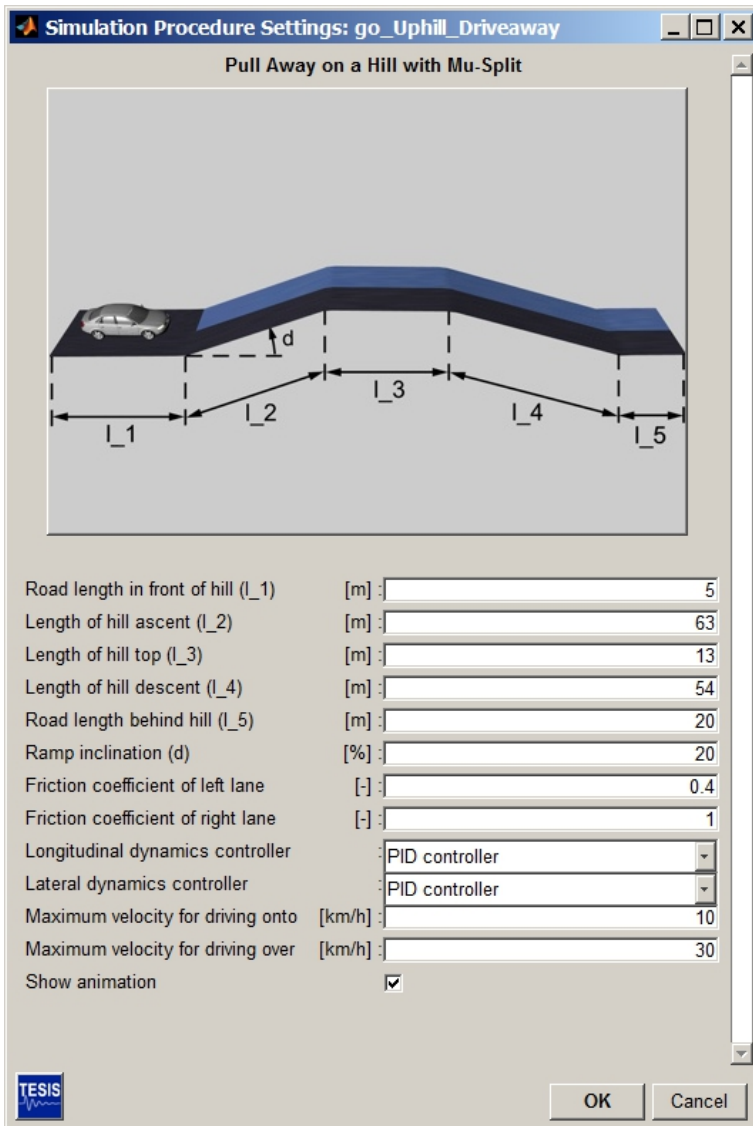 Simulation Procedure Settings: go_Uphill_Driveaway
Pull Away on a Hill with Mu-Split
d
l_1
l_2
l_3
l_4
l_5
Road length in front of hill (l_1) [m] : 5
Length of hill ascent (l_2) [m] : 63
Length of hill top (l_3) [m] : 13
Length of hill descent (l_4) [m] : 54
Road length behind hill (l_5) [m] : 20
Ramp inclination (d) [%] : 20
Friction coefficient of left lane [-] : 0.4
Friction coefficient of right lane [-] : 1
Longitudinal dynamics controller : PID controller
Lateral dynamics controller : PID controller
Maximum velocity for driving onto [km/h] : 10
Maximum velocity for driving over [km/h] : 30
Show animation
TESIS
OK Cancel